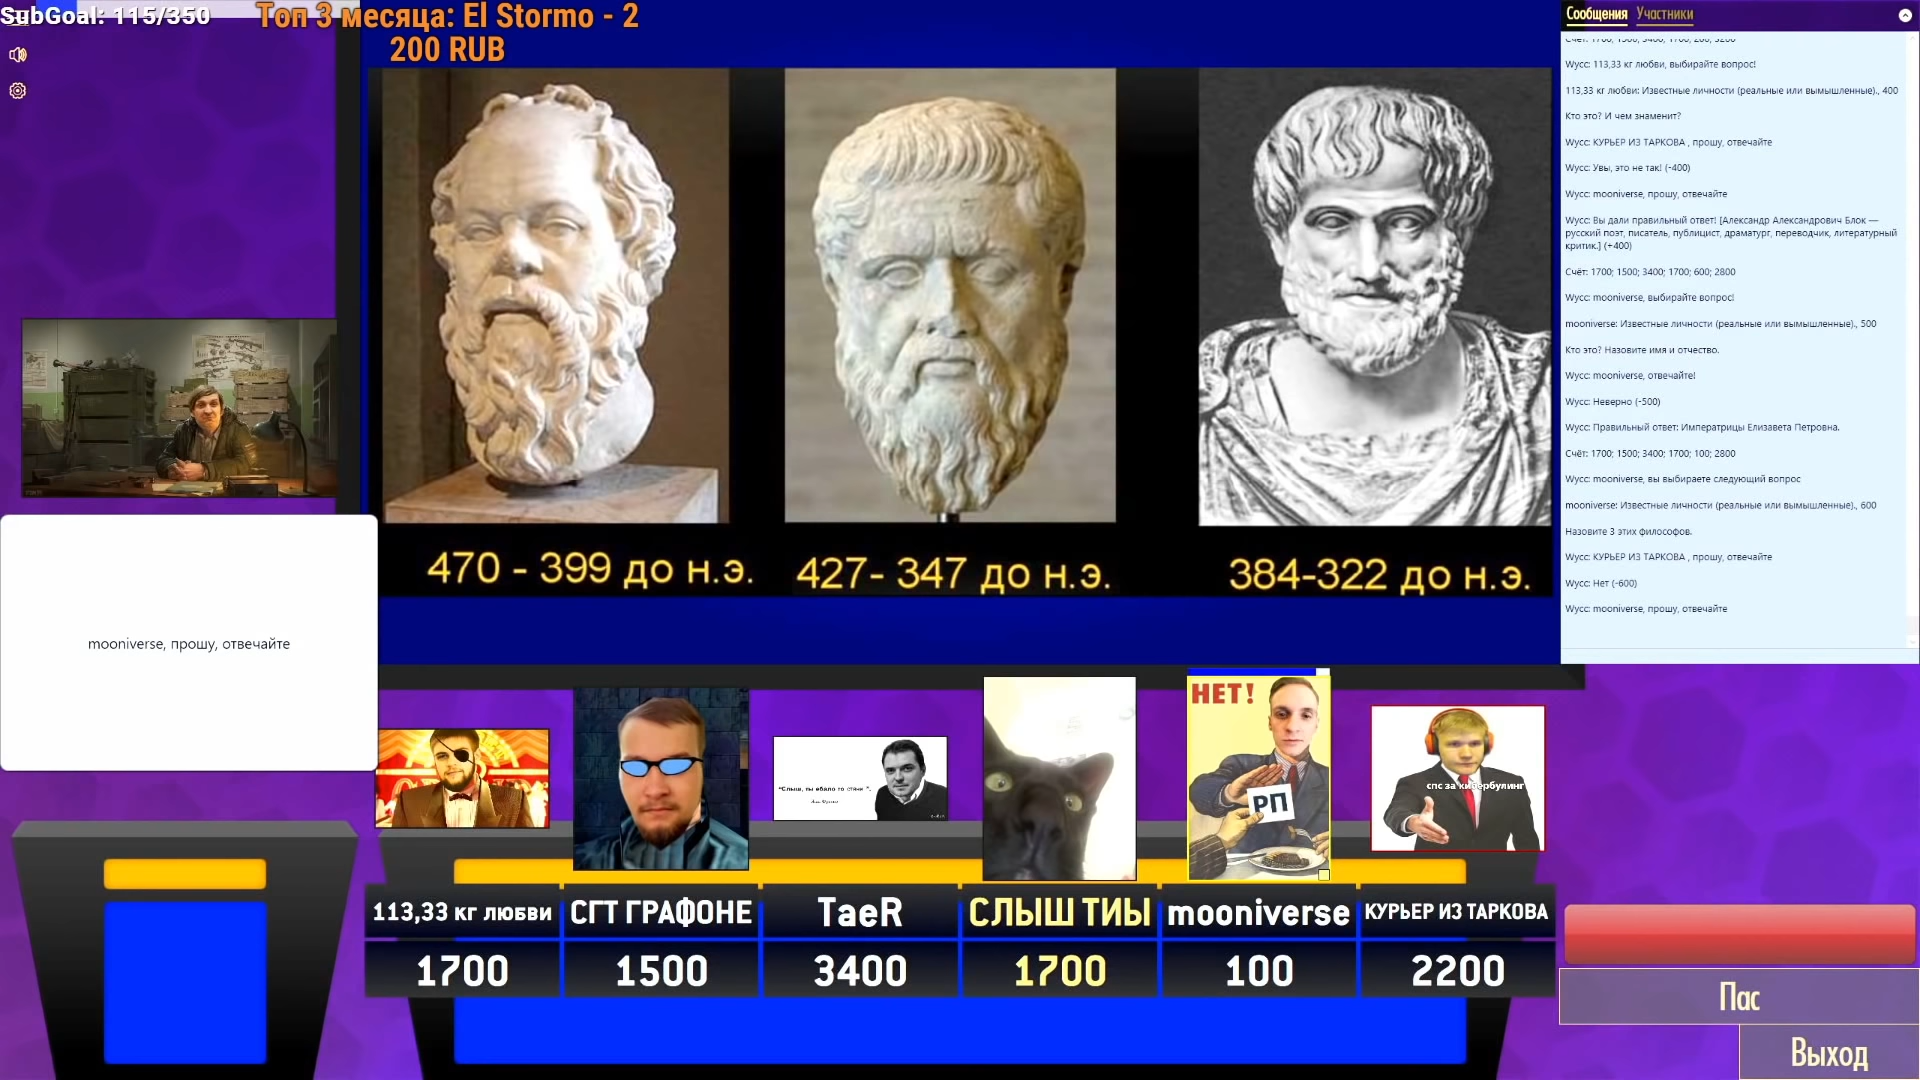 SubGoal: 115/350
Топ 3 месяца: El Stormo - 2
200 RUB
470 - 399 до н.э.
427- 347 до н.э.
384-322 до н.э.
Сообщения Участники
Счёт: 1700; 1500; 3400; 1700; 200; 3200
Wycc: 113,33 кг любви, выбирайте вопрос!
113,33 кг любви: Известные личности (реальные или вымышленные)., 400
Кто это? И чем знаменит?
Wycc: КУРЬЕР ИЗ ТАРКОВА , прошу, отвечайте
Wycc: Увы, это не так! (-400)
Wycc: mooniverse, прошу, отвечайте
Wycc: Вы дали правильный ответ! [Александр Александрович Блок —
русский поэт, писатель, публицист, драматург, переводчик, литературный
критик.] (+400)
Счёт: 1700; 1500; 3400; 1700; 600; 2800
Wycc: mooniverse, выбирайте вопрос!
mooniverse: Известные личности (реальные или вымышленные)., 500
Кто это? Назовите имя и отчество.
Wycc: mooniverse, отвечайте!
Wycc: Неверно (-500)
Wycc: Правильный ответ: Императрицы Елизавета Петровна.
Счёт: 1700; 1500; 3400; 1700; 100; 2800
Wycc: mooniverse, вы выбираете следующий вопрос
mooniverse: Известные личности (реальные или вымышленные)., 600
Назовите 3 этих философов.
Wycc: КУРЬЕР ИЗ ТАРКОВА , прошу, отвечайте
Wycc: Нет (-600)
Wycc: mooniverse, прошу, отвечайте
mooniverse, прошу, отвечайте
НЕТ!
РП
спс за кибербулинг
113,33 кг любви
СГТ ГРАФОНЕ
TaeR
СЛЫШ ТИЫ
mooniverse
КУРЬЕР ИЗ ТАРКОВА
1700
1500
3400
1700
100
2200
Пас
Выход